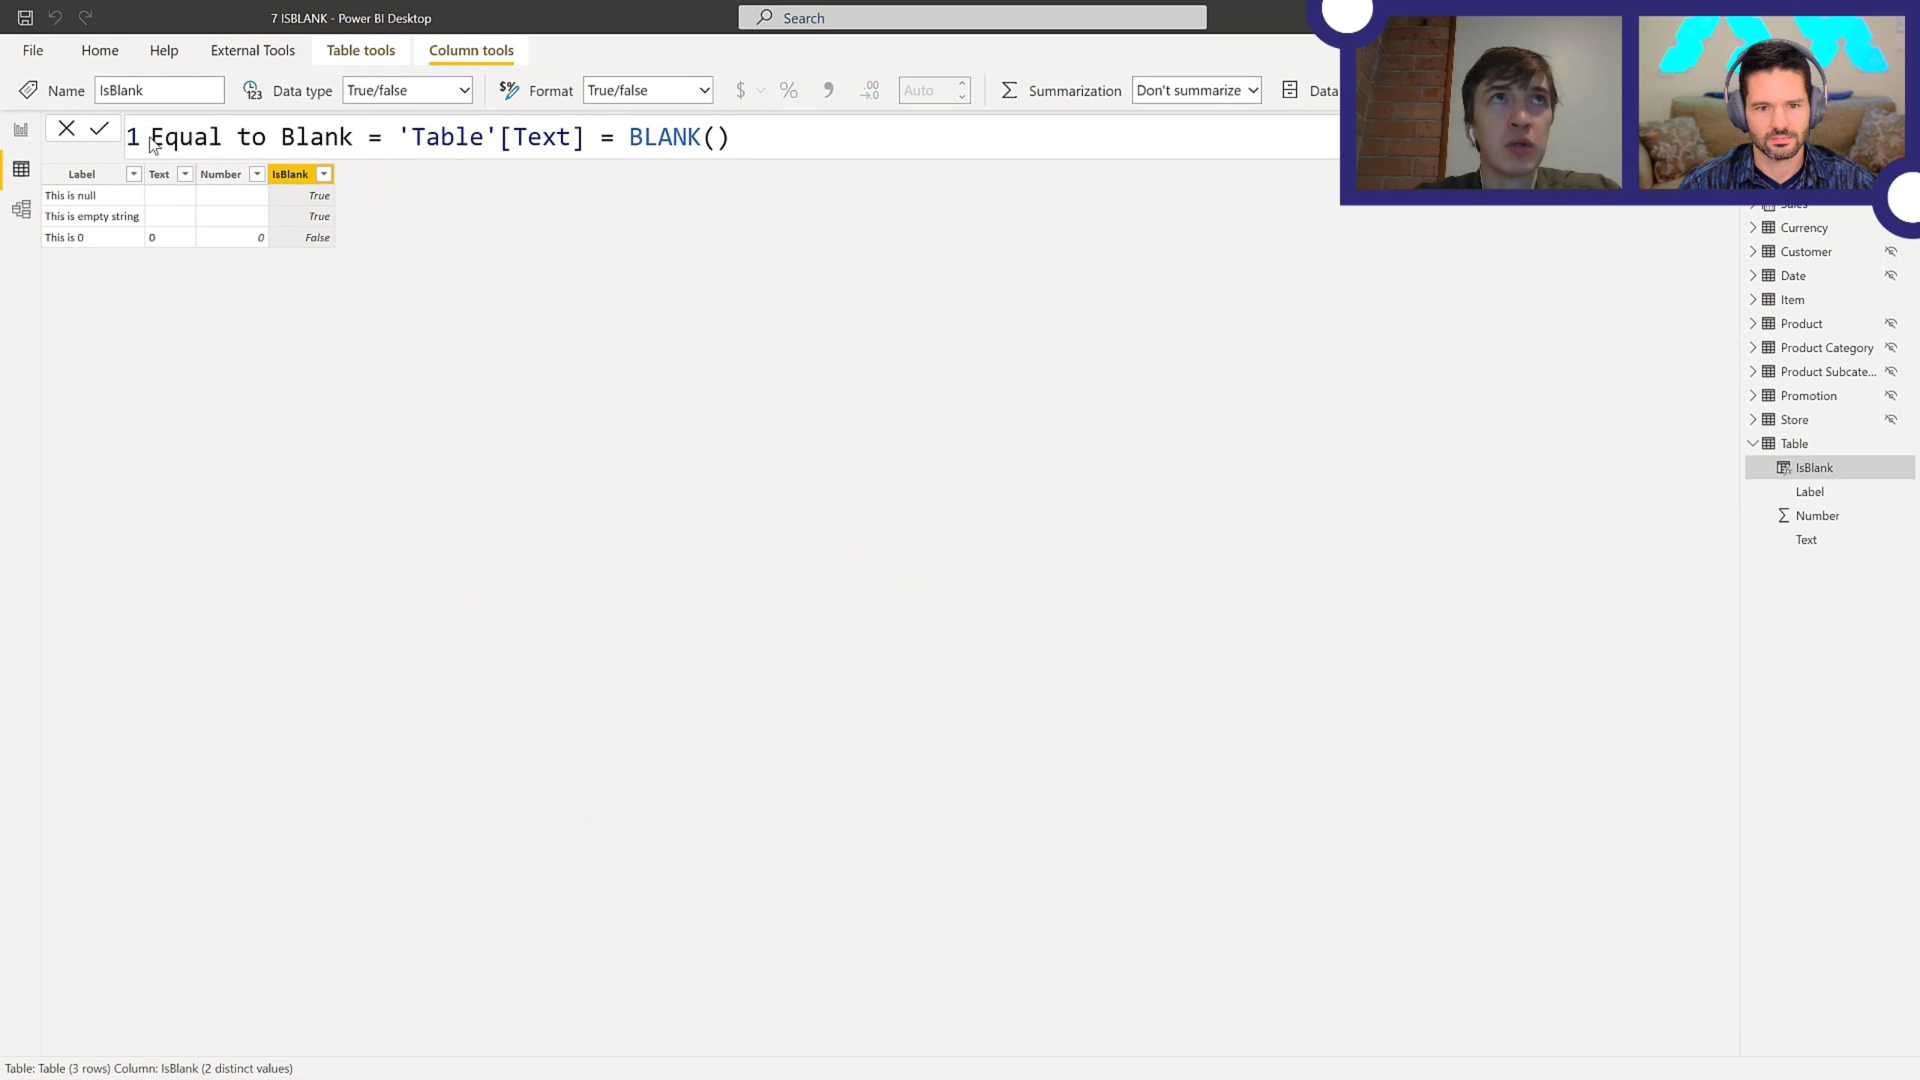 7 ISBLANK - Power BI Desktop
Search
File Home Help External Tools Table tools Column tools
Name IsBlank Data type True/false Format True/false $ % Auto Summarization Don't summarize Data
1 Equal to Blank = 'Table'[Text] = BLANK()
Label Text Number IsBlank
This is null True
This is empty string True
This is 0 0 0 False
Sales
Currency
Customer
Date
Item
Product
Product Category
Product Subcate...
Promotion
Store
Table
IsBlank
Label
Number
Text
Table: Table (3 rows) Column: IsBlank (2 distinct values)